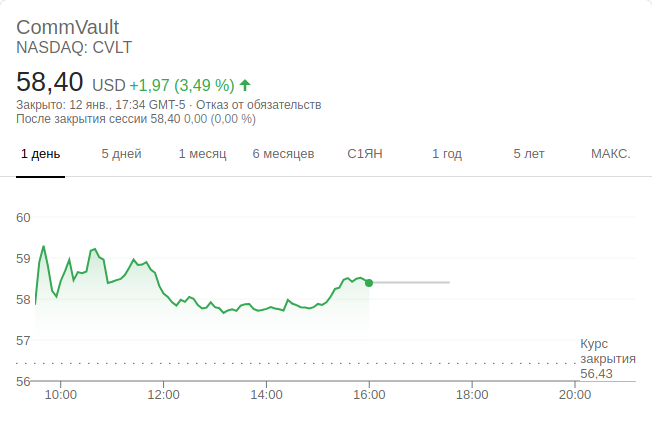 CommVault
NASDAQ: CVLT
58,40 USD +1,97 (3,49 %)
Закрыто: 12 янв., 17:34 GMT-5 · Отказ от обязательств
После закрытия сессии 58,40 0,00 (0,00 %)
1 день 5 дней 1 месяц 6 месяцев С1ЯН 1 год 5 лет МАКС.
60
59
58
57
Курс
закрытия
56,43
56
10:00 12:00 14:00 16:00 18:00 20:00